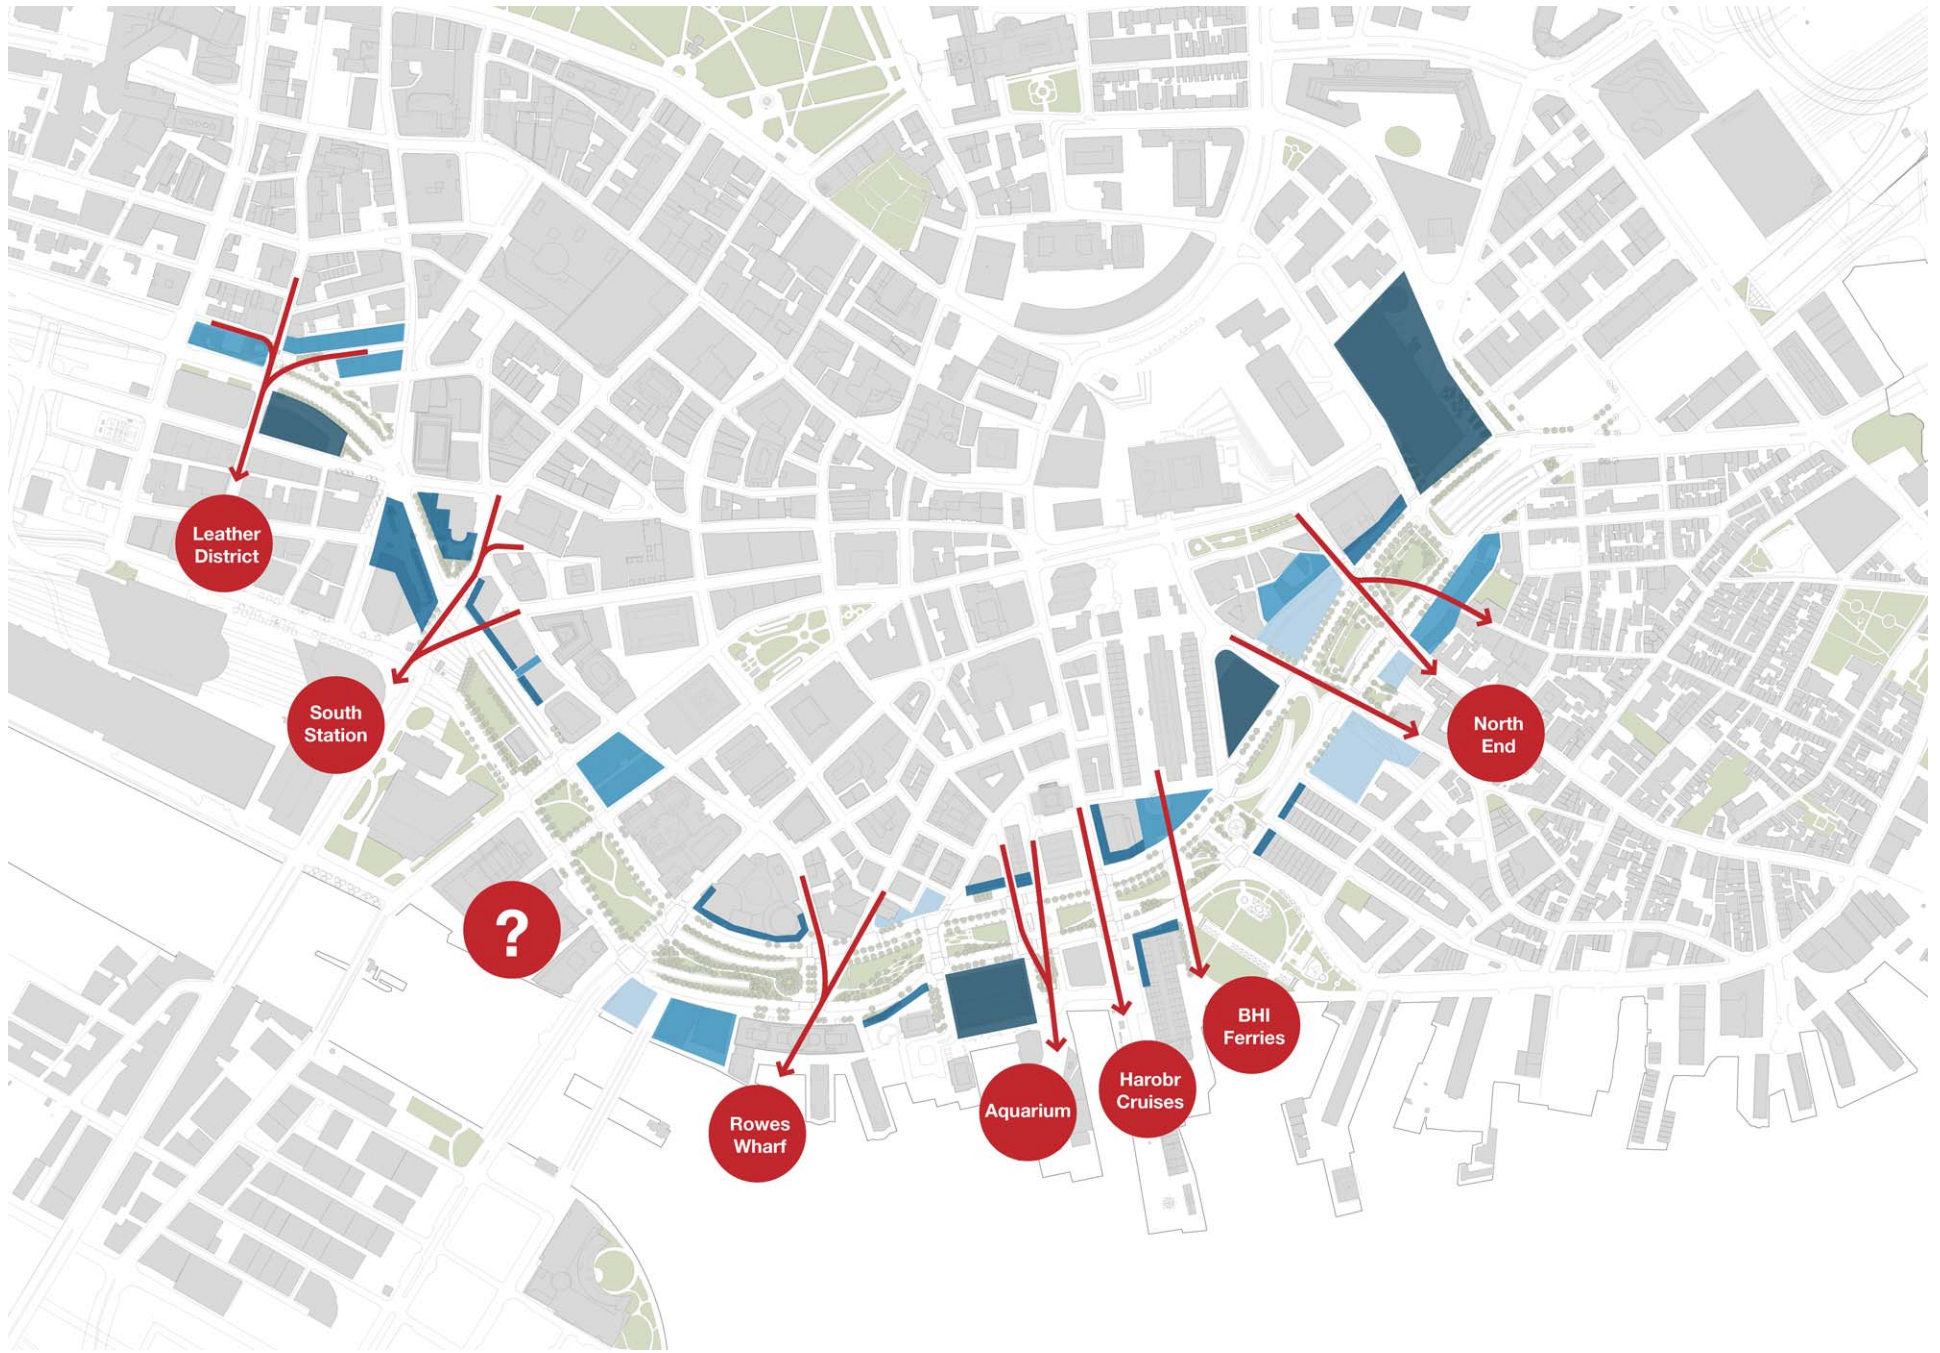 Leather
District
South
Station
?
Rowes
Wharf
Aquarium
Harobr
Cruises
BHI
Ferries
North
End